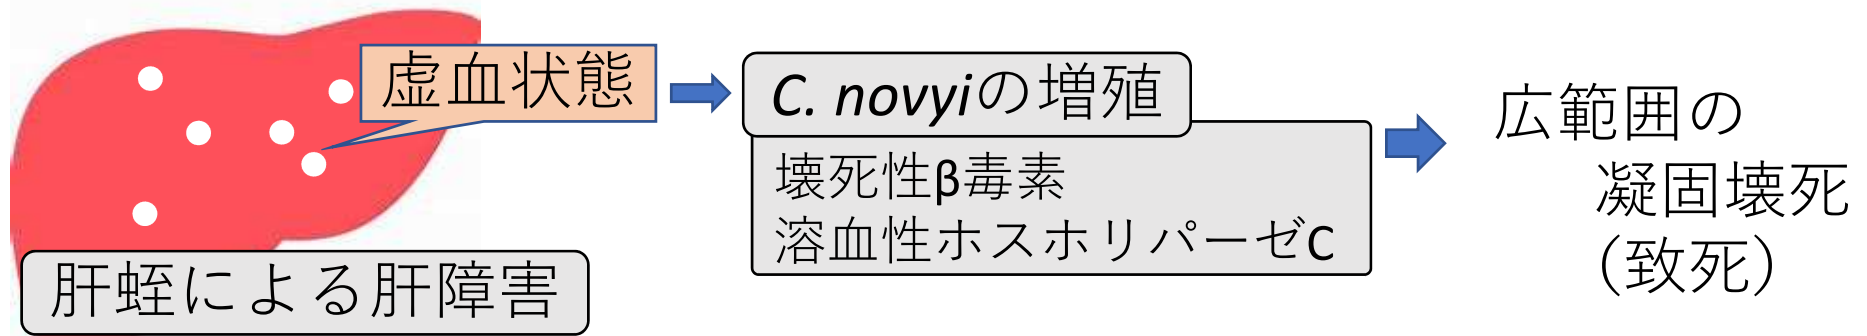 虚血状態
肝蛭による肝障害
C. novyiの増殖
壊死性β毒素
溶血性ホスホリパーゼC
広範囲の
凝固壊死
(致死)